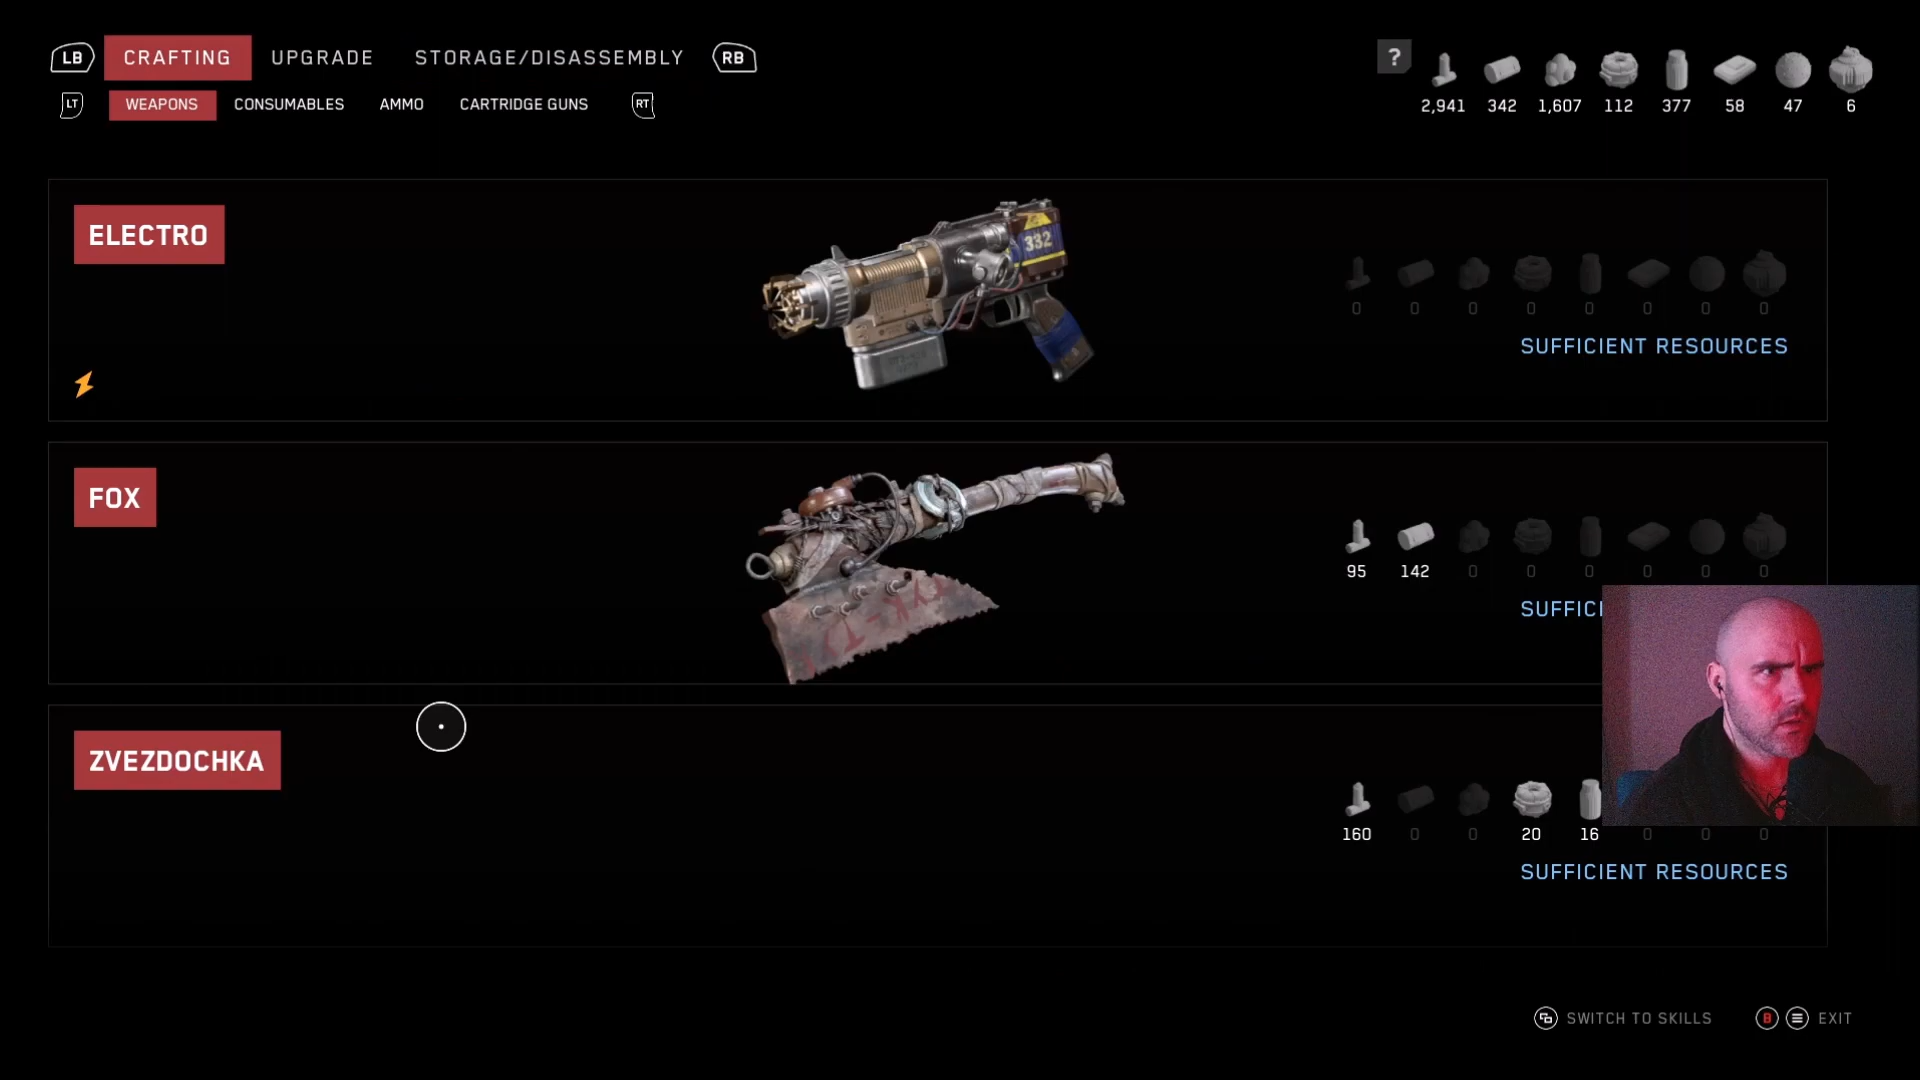 LB CRAFTING UPGRADE STORAGE/DISASSEMBLY RB
LT WEAPONS CONSUMABLES AMMO CARTRIDGE GUNS RT
?
2,941 342 1,607 112 377 58 47 6
ELECTRO
332
0 0 0 0 0 0 0 0
SUFFICIENT RESOURCES
FOX
95 142 0 0 0 0 0 0
SUFFICI
ZVEZDOCHKA
160 0 0 20 16 0 0 0
SUFFICIENT RESOURCES
SWITCH TO SKILLS B EXIT